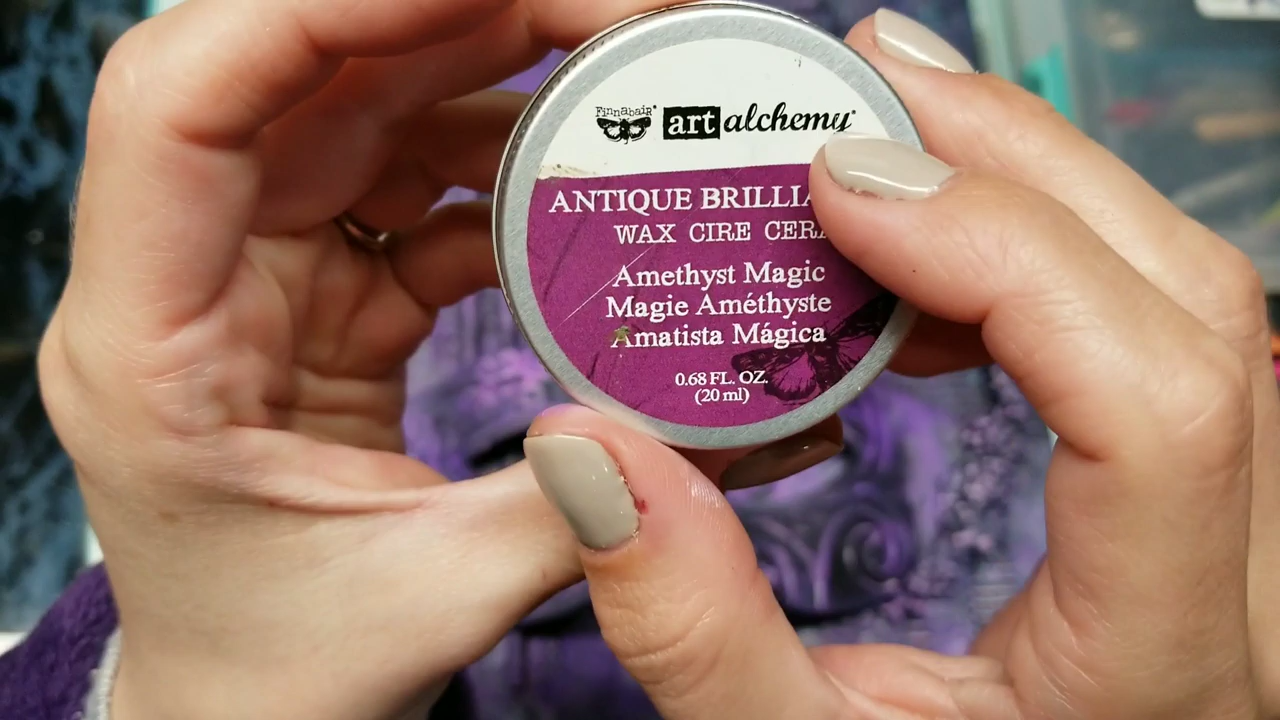 Finnabair®
art alchemy®
ANTIQUE BRILLIA
WAX CIRE CERA
Amethyst Magic
Magie Améthyste
Amatista Mágica
0.68 FL. OZ.
(20 ml)